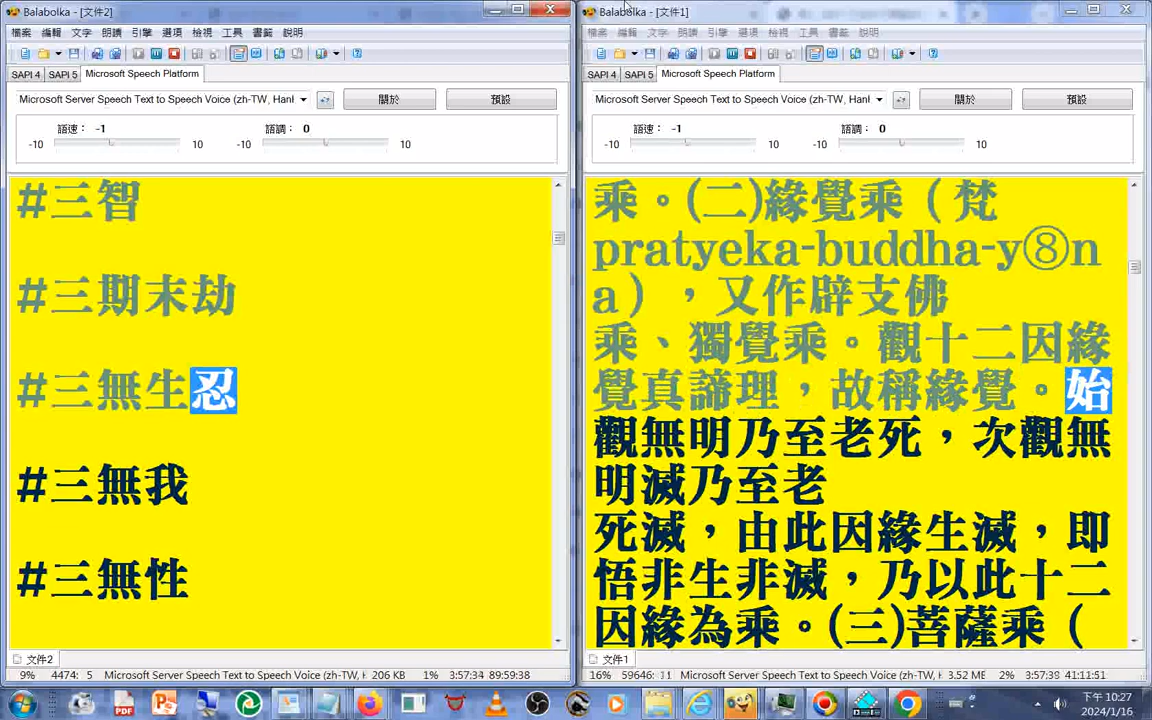 Balabolka - [文件2]
檔案 編輯 文字 朗讀 引擎 選項 檢視 工具 書籤 說明
SAPI 4 SAPI 5 Microsoft Speech Platform
Microsoft Server Speech Text to Speech Voice (zh-TW, Hanl
關於 預設
語速： -1 語調： 0
-10 10 -10 10
#三智
#三期末劫
#三無生忍
#三無我
#三無性
文件2
9% 4474: 5 Microsoft Server Speech Text to Speech Voice (zh-TW, H 206 KB 1% 3:57:34 89:59:38
Balabolka - [文件1]
檔案 編輯 文字 朗讀 引擎 選項 檢視 工具 書籤 說明
SAPI 4 SAPI 5 Microsoft Speech Platform
Microsoft Server Speech Text to Speech Voice (zh-TW, Hanl
關於 預設
語速： -1 語調： 0
-10 10 -10 10
乘。(二)緣覺乘（梵
pratyeka-buddha-y⑧n
a），又作辟支佛
乘、獨覺乘。觀十二因緣
覺真諦理，故稱緣覺。始
觀無明乃至老死，次觀無
明滅乃至老
死滅，由此因緣生滅，即
悟非生非滅，乃以此十二
因緣為乘。(三)菩薩乘（
文件1
16% 59646: 11 Microsoft Server Speech Text to Speech Voice (zh-TW, H 3.52 ME 2% 3:57:39 41:11:51
下午 10:27
2024/1/16